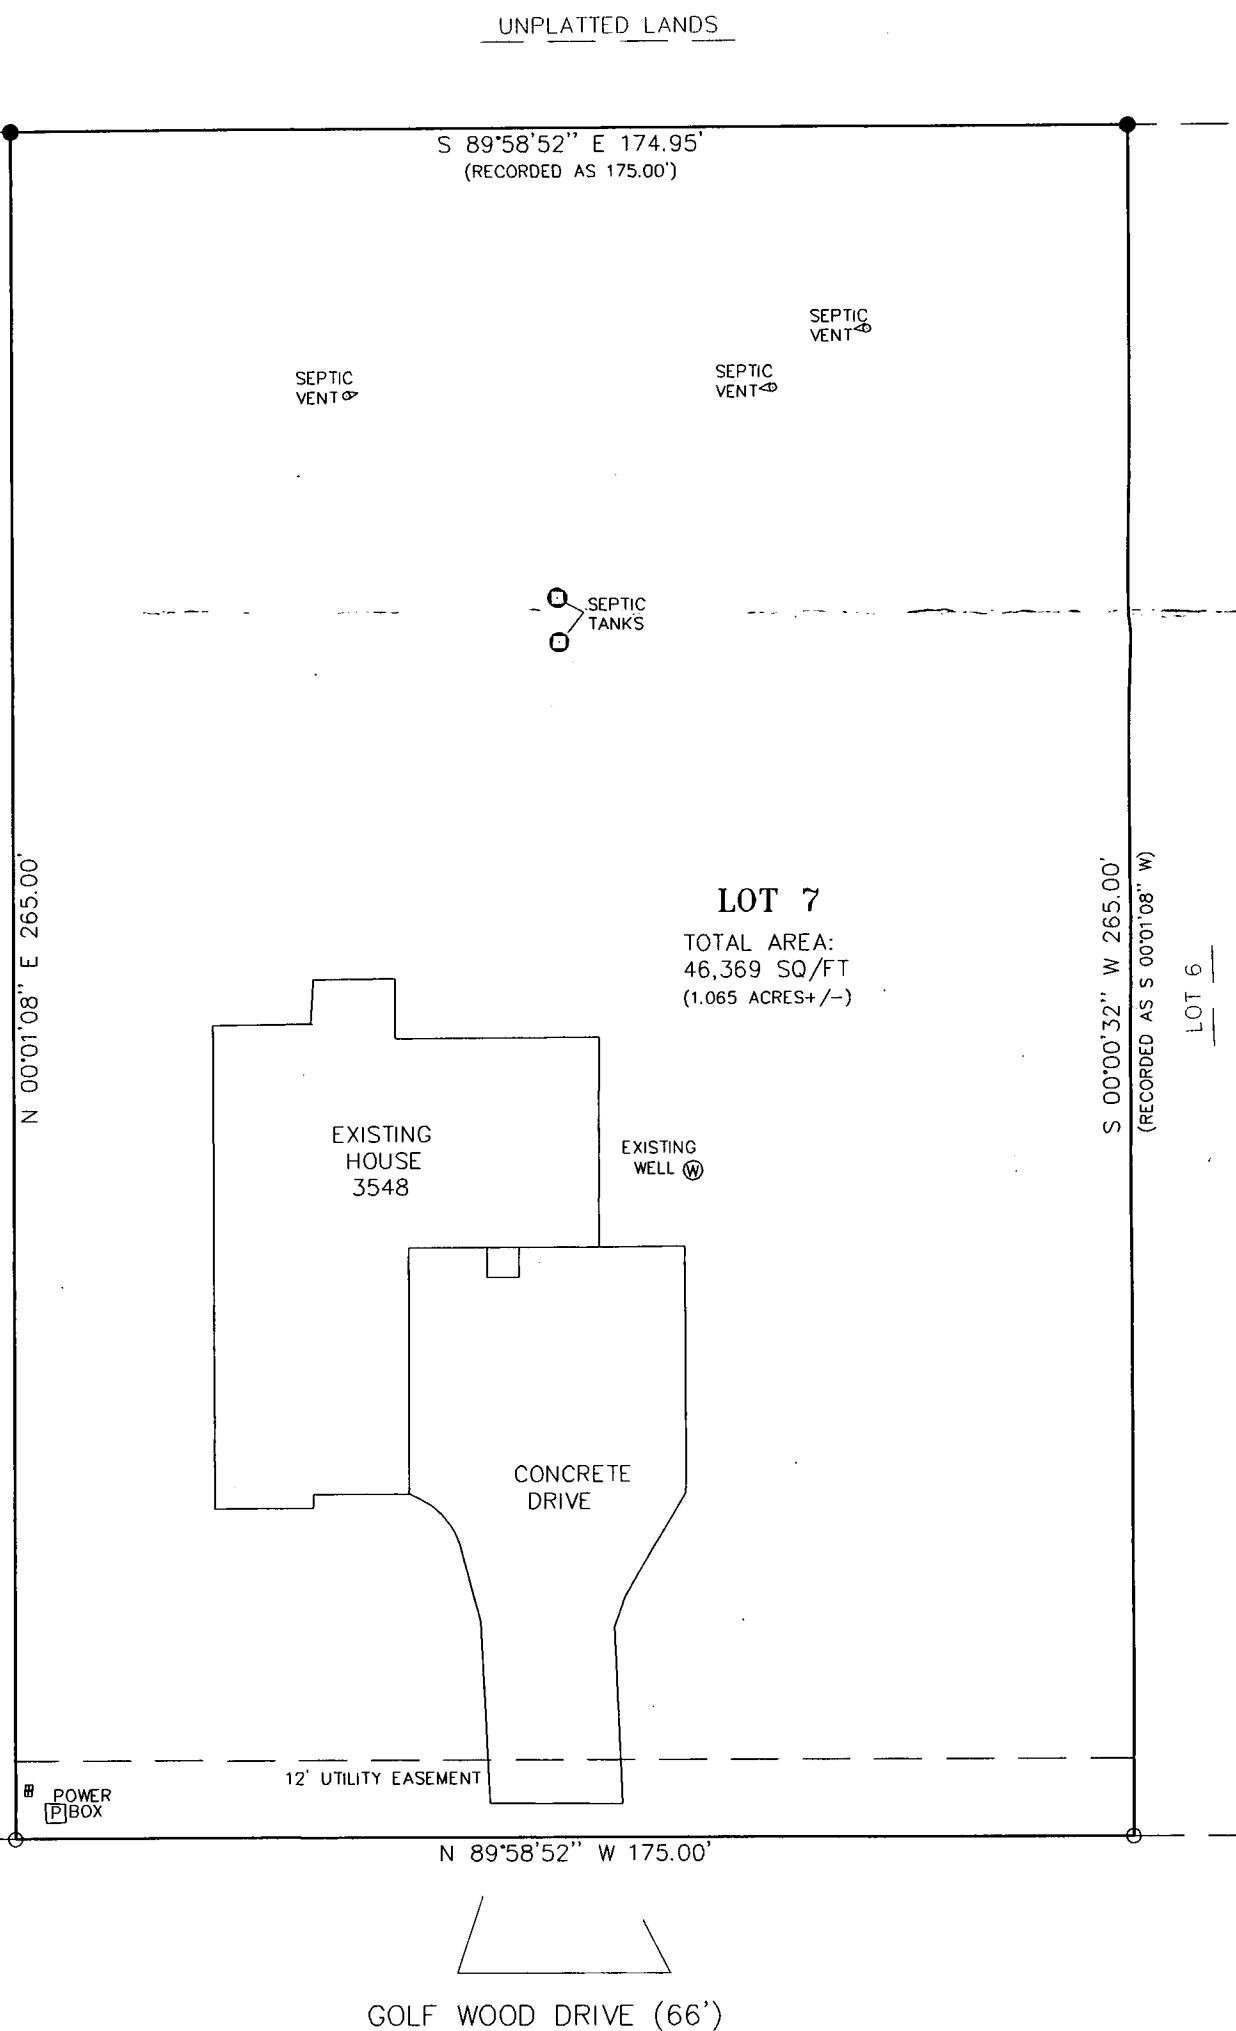 UNPLATTED LANDS
S 89°58'52" E 174.95'
(RECORDED AS 175.00')
SEPTIC
VENT
SEPTIC
VENT
SEPTIC
VENT
SEPTIC
TANKS
N 00°01'08" E 265.00'
LOT 7
TOTAL AREA:
46,369 SQ/FT
(1.065 ACRES+/-)
S 00°00'32" W 265.00'
(RECORDED AS S 00°01'08" W)
LOT 6
EXISTING
HOUSE
3548
EXISTING
WELL W
CONCRETE
DRIVE
12' UTILITY EASEMENT
POWER
P BOX
N 89°58'52" W 175.00'
GOLF WOOD DRIVE (66')